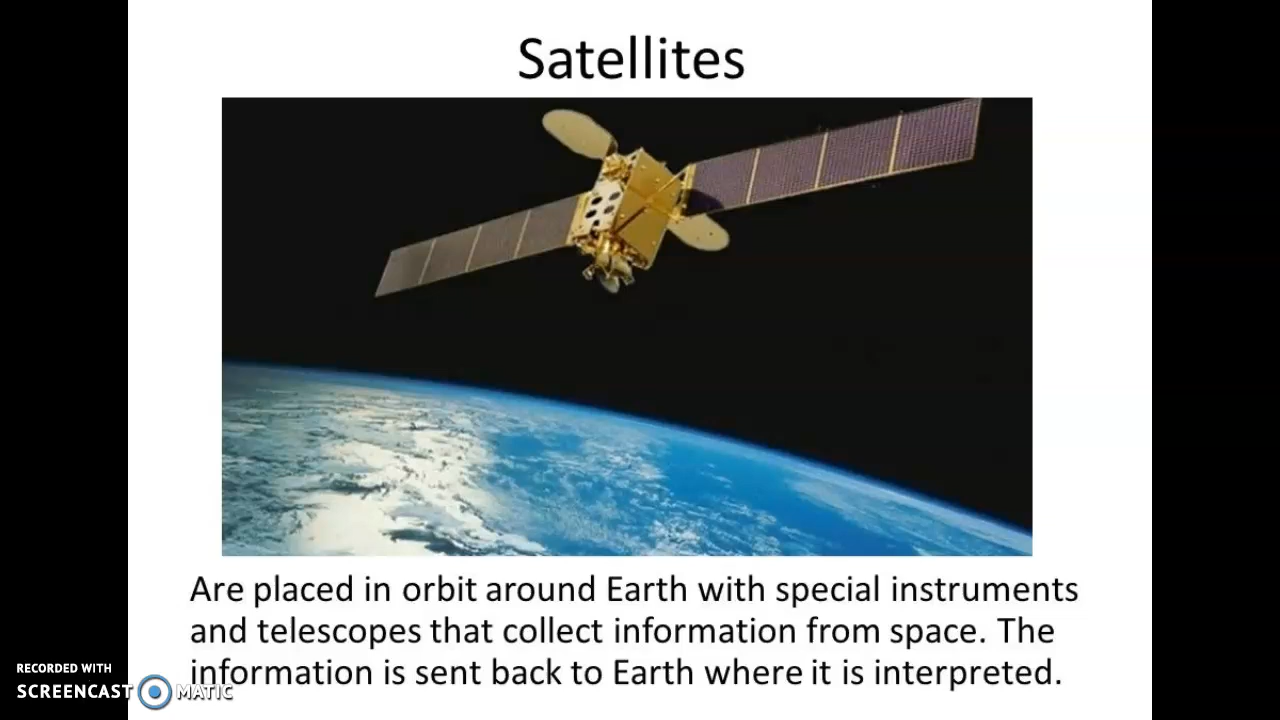 Satellites
Are placed in orbit around Earth with special instruments
and telescopes that collect information from space. The
information is sent back to Earth where it is interpreted.
RECORDED WITH
SCREENCAST MATIC